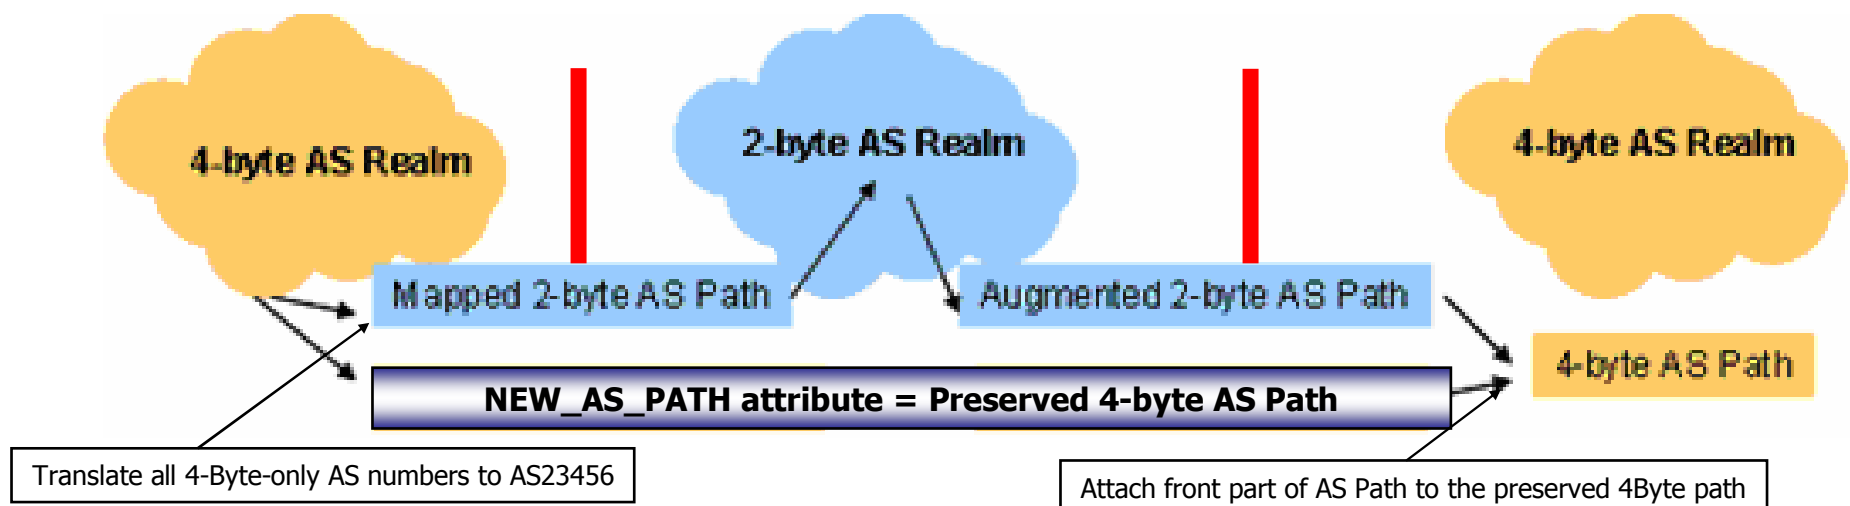 4-byte AS Realm
2-byte AS Realm
4-byte AS Realm
Mapped 2-byte AS Path
Augmented 2-byte AS Path
4-byte AS Path
NEW_AS_PATH attribute = Preserved 4-byte AS Path
Translate all 4-Byte-only AS numbers to AS23456
Attach front part of AS Path to the preserved 4Byte path